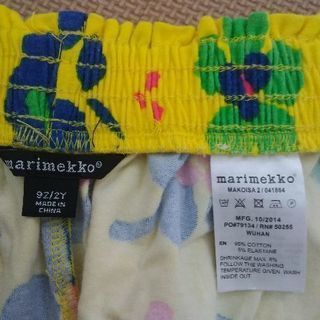 marimekko®
92/2Y
MADE IN
CHINA
marimekko®
MAKOISA 2 / 041864
MFG. 10/2014
PO#79134 / RN# 50255
WUHAN
EN 95% COTTON
5% ELASTANE
SHRINKAGE MAX. 5%
FOLLOW THE WASHING
TEMPERATURE GIVEN. WASH
INSIDE OUT